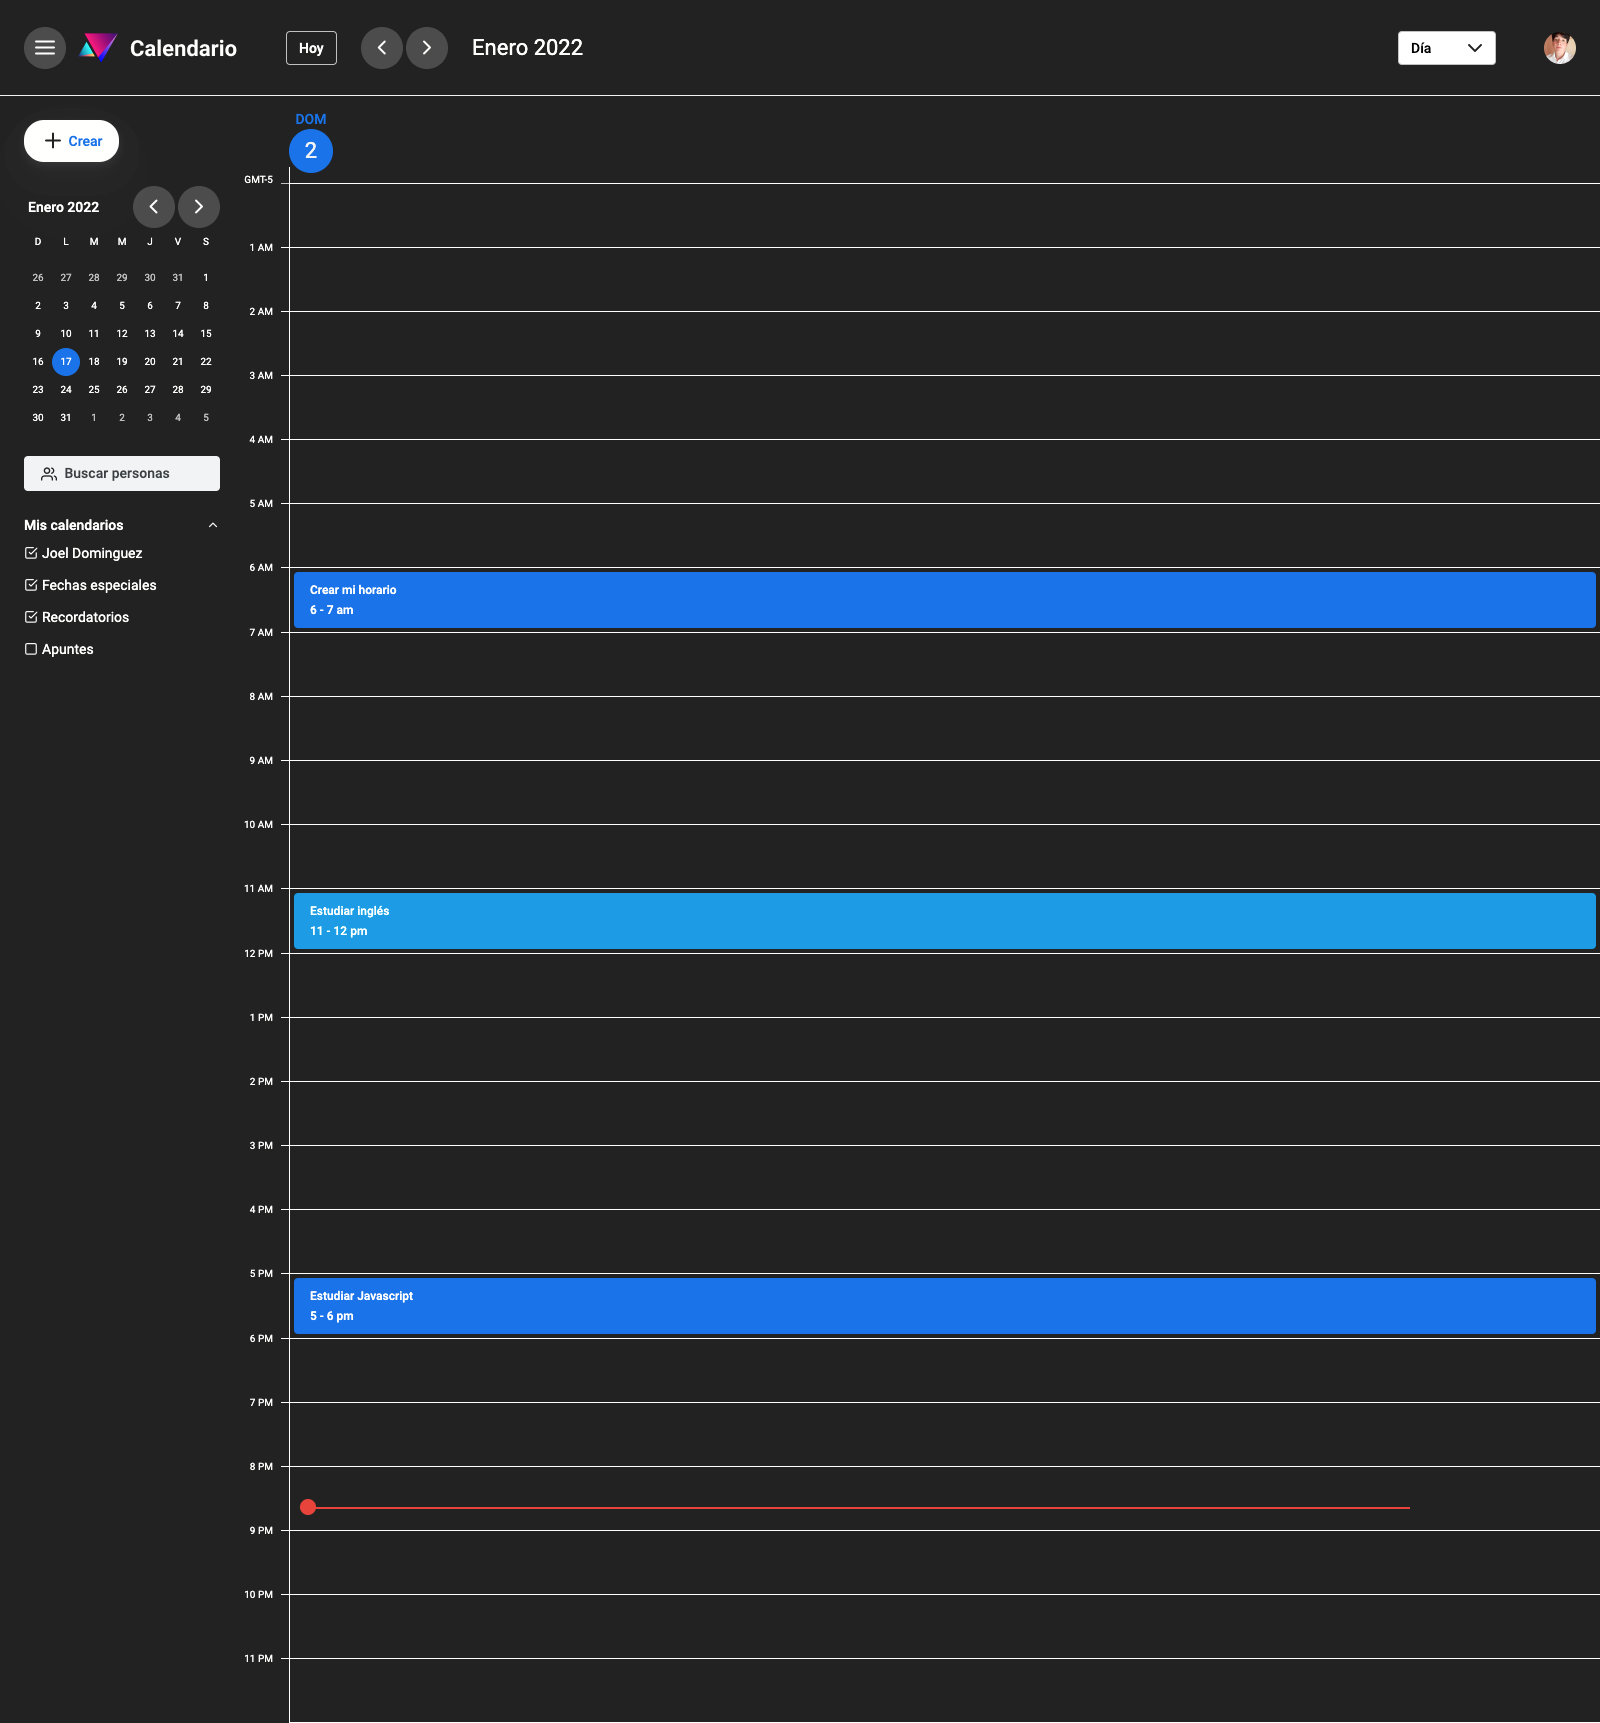 Calendario
Hoy
Enero 2022
Día
Crear
Enero 2022
D L M M J V S
26 27 28 29 30 31 1
2 3 4 5 6 7 8
9 10 11 12 13 14 15
16 17 18 19 20 21 22
23 24 25 26 27 28 29
30 31 1 2 3 4 5
Buscar personas
Mis calendarios
Joel Dominguez
Fechas especiales
Recordatorios
Apuntes
DOM
2
GMT-5
1 AM
2 AM
3 AM
4 AM
5 AM
6 AM
Crear mi horario
6 - 7 am
7 AM
8 AM
9 AM
10 AM
11 AM
Estudiar inglés
11 - 12 pm
12 PM
1 PM
2 PM
3 PM
4 PM
5 PM
Estudiar Javascript
5 - 6 pm
6 PM
7 PM
8 PM
9 PM
10 PM
11 PM